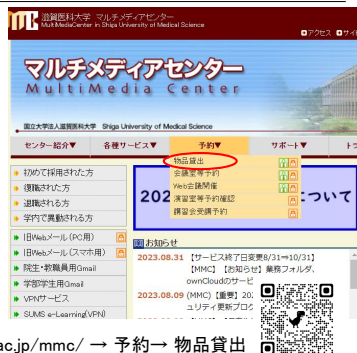 滋賀医科大学 マルチメディアセンター
MultiMediaCenter in Shiga University of Medical Science
アクセス サイ
マルチメディアセンター
Multimedia Center
国立大学法人滋賀医科大学 Shiga University of Medical Science
センター紹介▼ 各種サービス▼ 予約▼ サポート▼ トラ
物品貸出
会議室等予約
Web会議開催
演習室等予約確認
講習会受講予約
初めて採用された方
復職された方
退職される方
学内で異動される方
202 ついて
旧Webメール(PC用)
旧Webメール(スマホ用)
院生・教職員用Gmail
学部学生用Gmail
VPNサービス
SUMS e-Learning(VPN)
お知らせ
2023.08.31 【サービス終了日変更8/31⇒10/31】
【MMC】【お知らせ】業務フォルダ、
ownCloudのサービ
2023.08.09 (MMC)【重要】202
ュリティ更新プログ
ac.jp/mmc/ → 予約→ 物品貸出